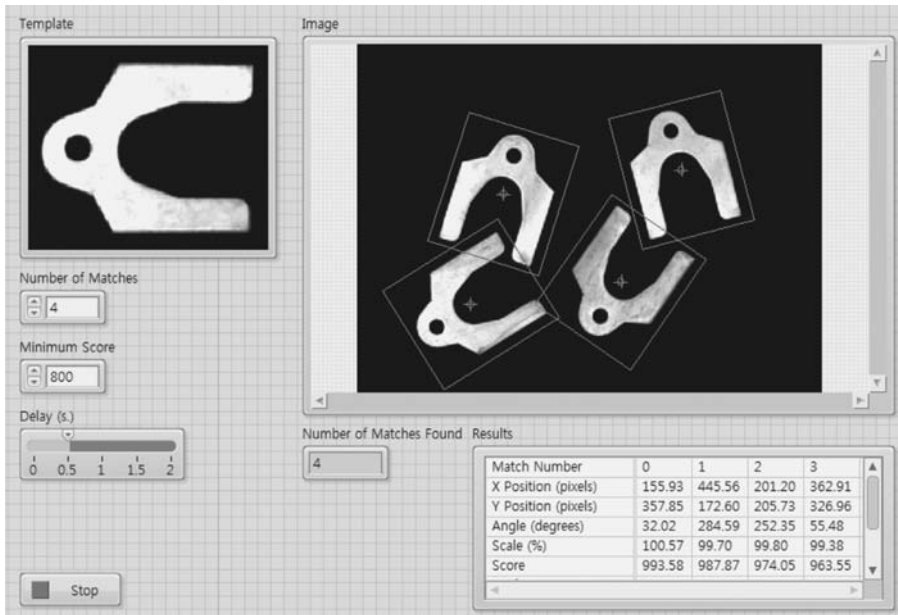 Template
Image
Number of Matches
4
Minimum Score
800
Delay (s.)
0 0.5 1 1.5 2
Stop
Number of Matches Found
4
Results
Match Number 0 1 2 3
X Position (pixels) 155.93 445.56 201.20 362.91
Y Position (pixels) 357.85 172.60 205.73 326.96
Angle (degrees) 32.02 284.59 252.35 55.48
Scale (%) 100.57 99.70 99.80 99.38
Score 993.58 987.87 974.05 963.55